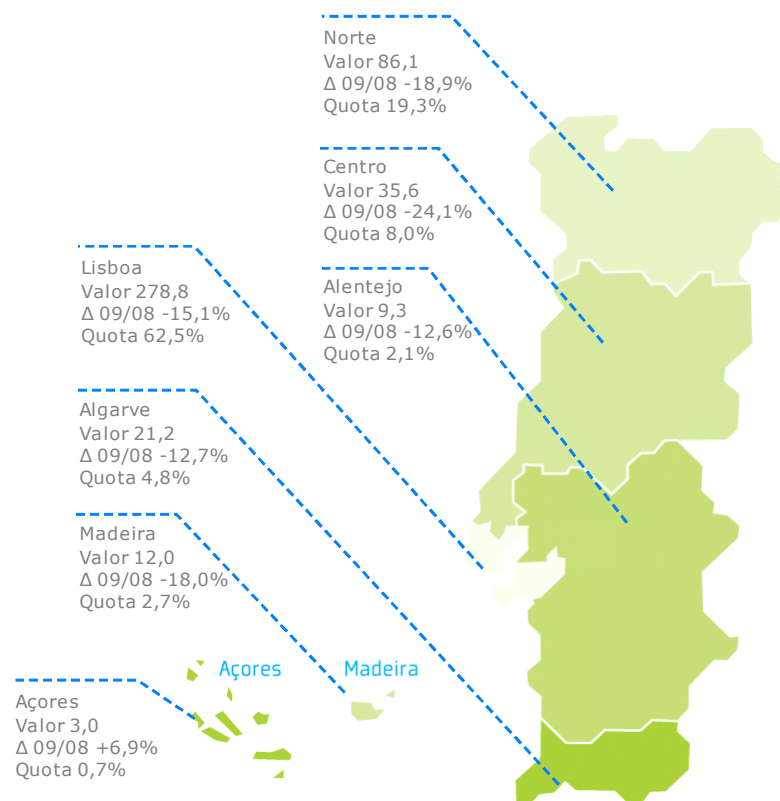 Norte
Valor 86,1
Δ 09/08 -18,9%
Quota 19,3%
Centro
Valor 35,6
Δ 09/08 -24,1%
Quota 8,0%
Lisboa
Valor 278,8
Δ 09/08 -15,1%
Quota 62,5%
Alentejo
Valor 9,3
Δ 09/08 -12,6%
Quota 2,1%
Algarve
Valor 21,2
Δ 09/08 -12,7%
Quota 4,8%
Madeira
Valor 12,0
Δ 09/08 -18,0%
Quota 2,7%
Açores
Madeira
Açores
Valor 3,0
Δ 09/08 +6,9%
Quota 0,7%